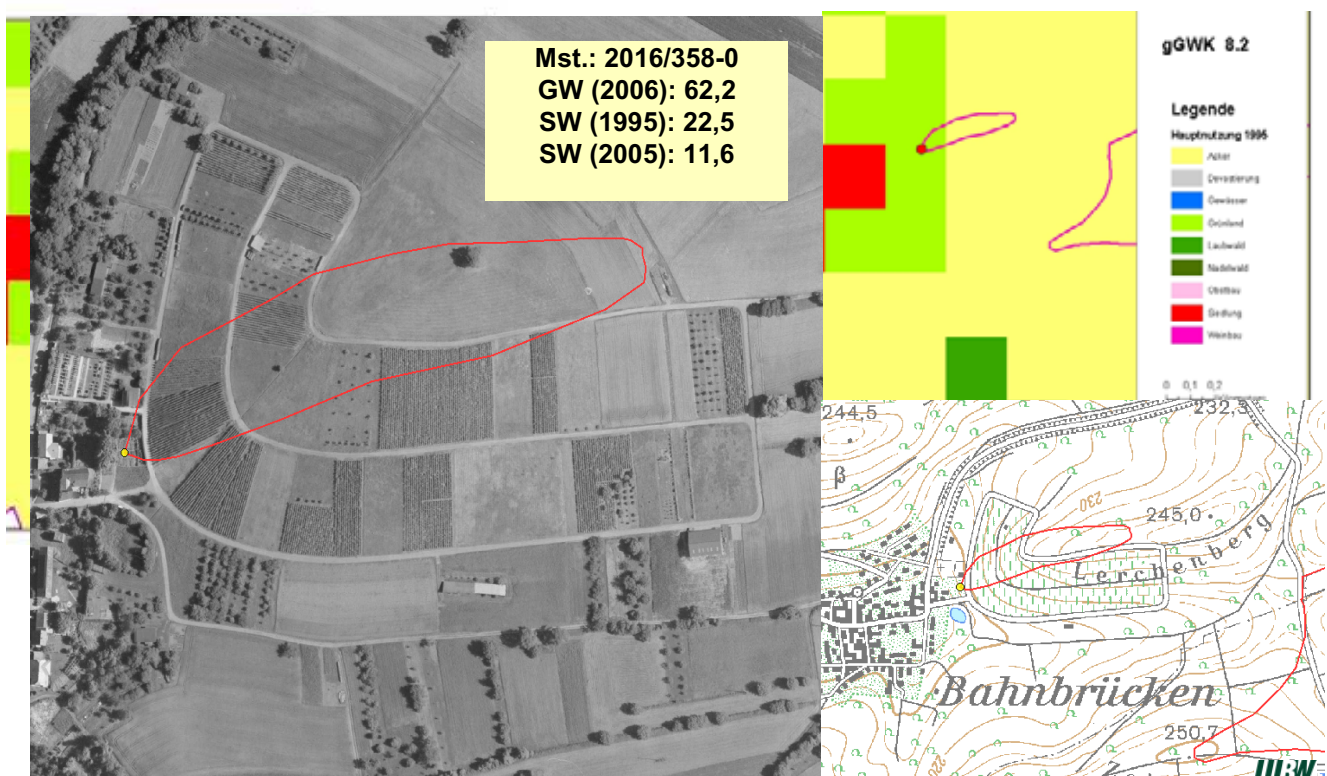 Mst.: 2016/358-0
GW (2006): 62,2
SW (1995): 22,5
SW (2005): 11,6
gGWK 8.2
Legende
Hauptnutzung 1995
Acker
Devastierung
Gewässer
Grünland
Laubwald
Nadelwald
Obstbau
Siedlung
Weinbau
0 0,1 0,2
244,5
232,3
β
230
245,0
Lerchenberg
Bahnbrücken
250,7
220